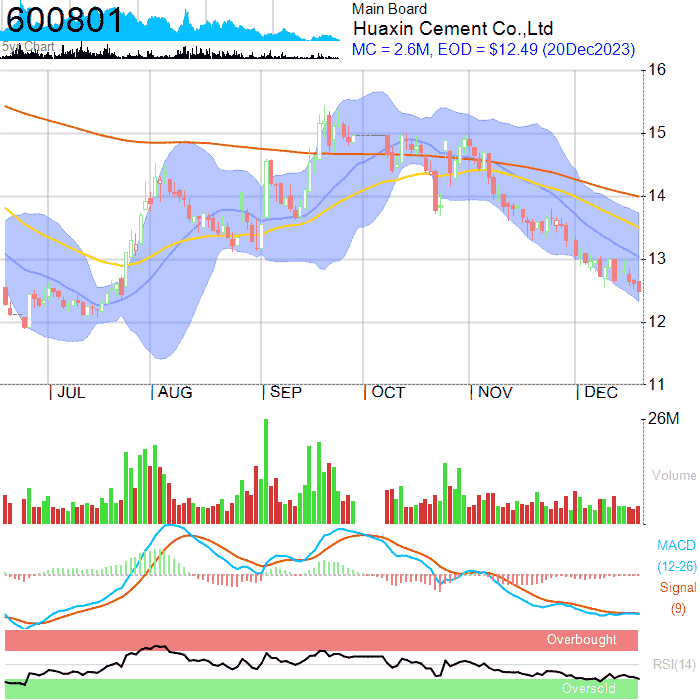 600801
5yr Chart
Main Board
Huaxin Cement Co.,Ltd
MC = 2.6M, EOD = $12.49 (20Dec2023)
16
15
14
13
12
11
JUL AUG SEP OCT NOV DEC
26M
Volume
MACD
(12-26)
Signal
(9)
Overbought
RSI(14)
Oversold